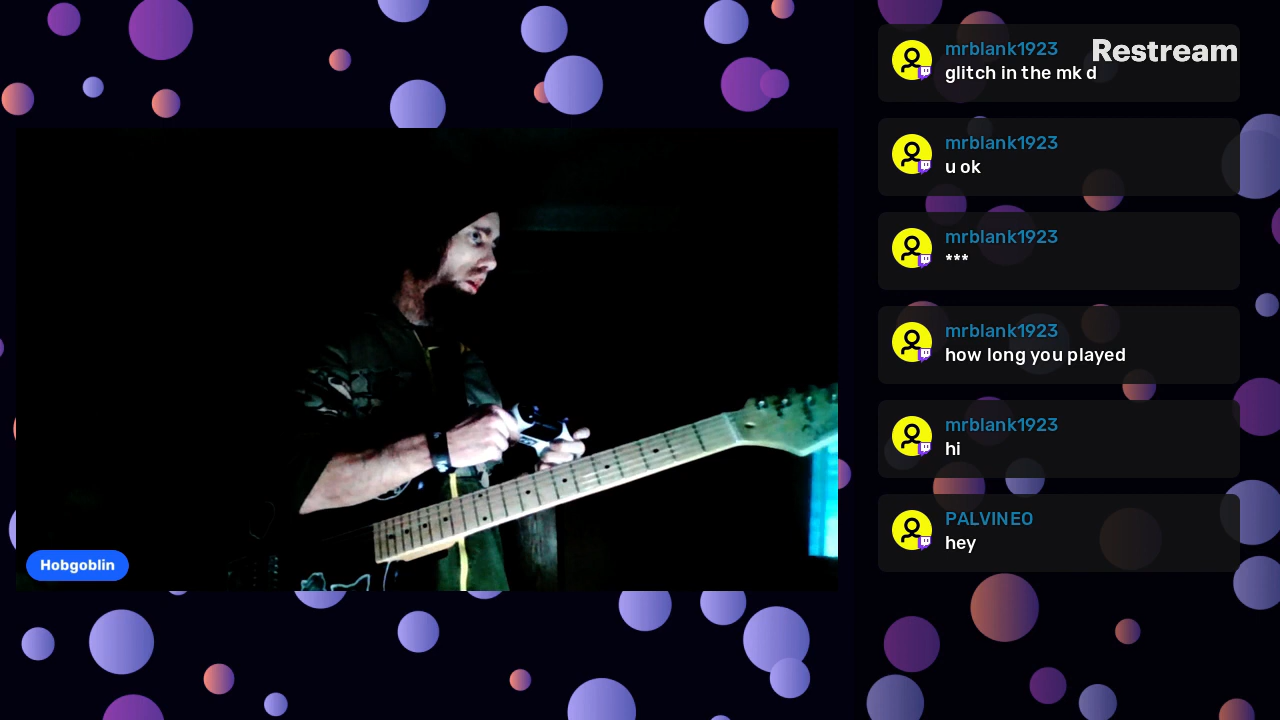 Restream
mrblank1923
glitch in the mk d
mrblank1923
u ok
mrblank1923
***
mrblank1923
how long you played
mrblank1923
hi
PALVINEO
hey
Hobgoblin